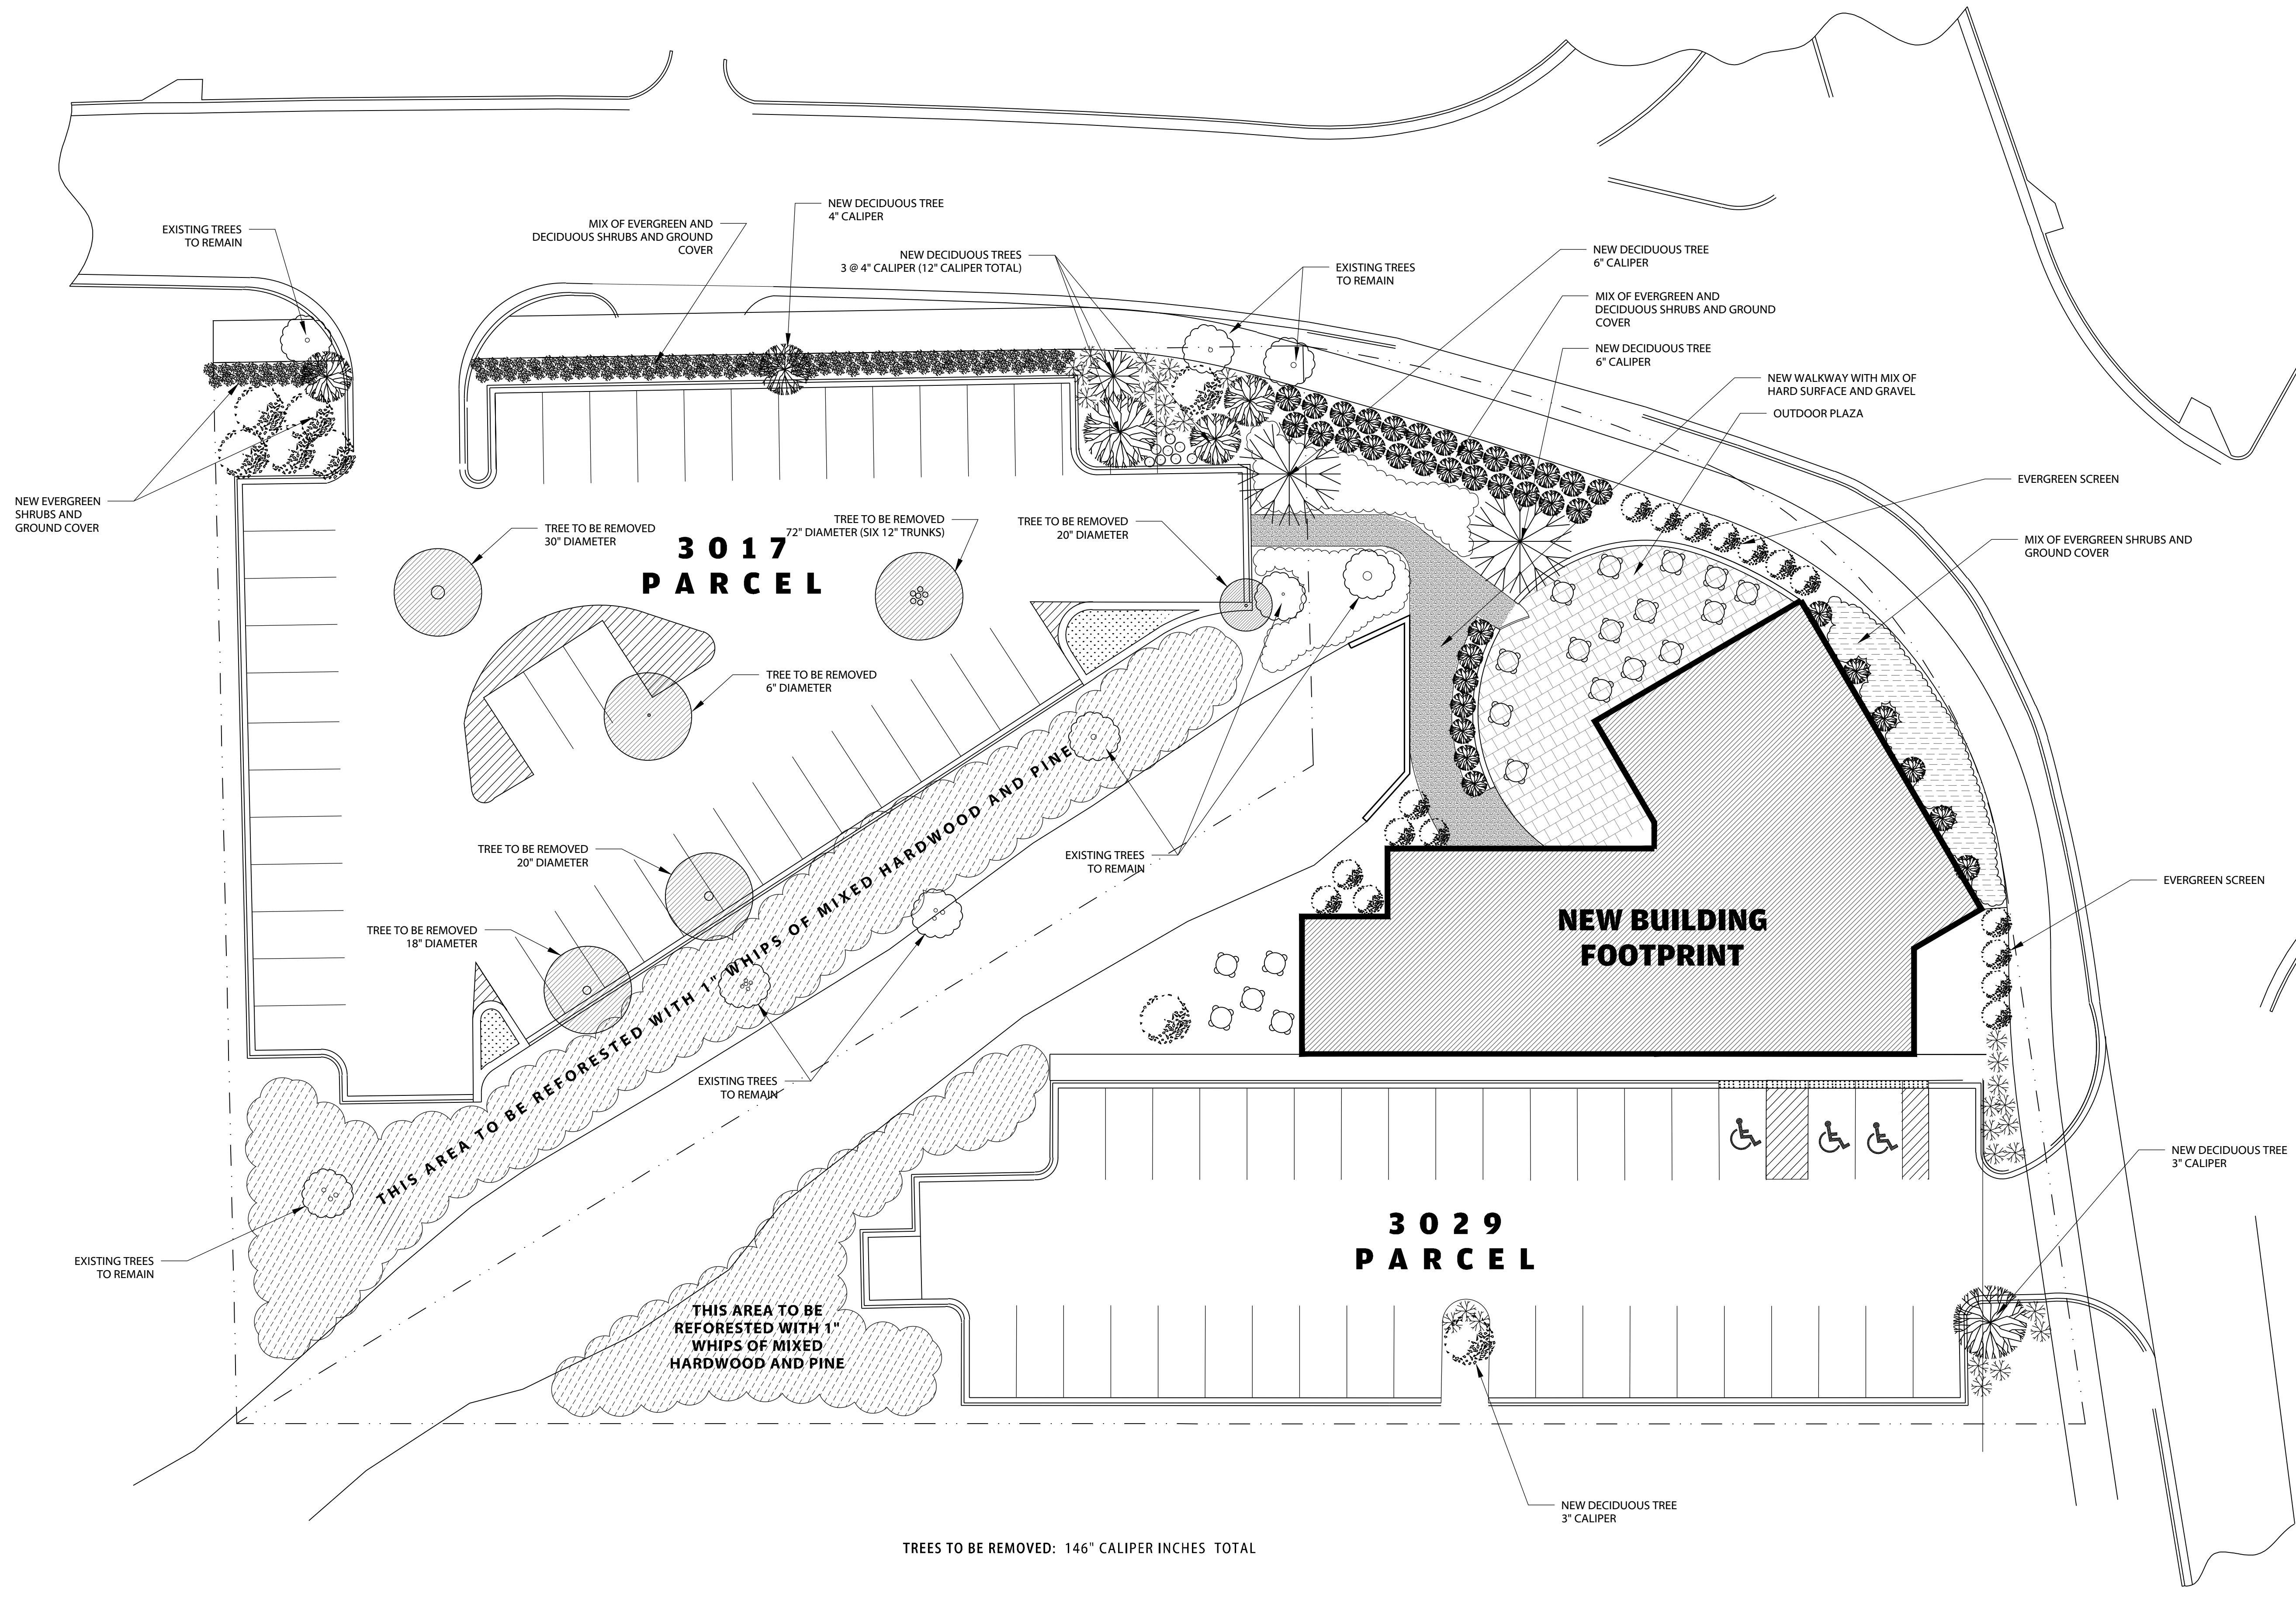 NEW DECIDUOUS TREE
4" CALIPER
MIX OF EVERGREEN AND
DECIDUOUS SHRUBS AND GROUND
COVER
EXISTING TREES
TO REMAIN
NEW DECIDUOUS TREES
3 @ 4" CALIPER (12" CALIPER TOTAL)
EXISTING TREES
TO REMAIN
NEW DECIDUOUS TREE
6" CALIPER
MIX OF EVERGREEN AND
DECIDUOUS SHRUBS AND GROUND
COVER
NEW DECIDUOUS TREE
6" CALIPER
NEW WALKWAY WITH MIX OF
HARD SURFACE AND GRAVEL
OUTDOOR PLAZA
EVERGREEN SCREEN
MIX OF EVERGREEN SHRUBS AND
GROUND COVER
NEW EVERGREEN
SHRUBS AND
GROUND COVER
TREE TO BE REMOVED
30" DIAMETER
3017
PARCEL
TREE TO BE REMOVED
72" DIAMETER (SIX 12" TRUNKS)
TREE TO BE REMOVED
20" DIAMETER
TREE TO BE REMOVED
6" DIAMETER
TREE TO BE REMOVED
20" DIAMETER
TREE TO BE REMOVED
18" DIAMETER
THIS AREA TO BE REFORESTED WITH 1" WHIPS OF MIXED HARDWOOD AND PINE
EXISTING TREES
TO REMAIN
EXISTING TREES
TO REMAIN
EXISTING TREES
TO REMAIN
NEW BUILDING
FOOTPRINT
EVERGREEN SCREEN
3029
PARCEL
NEW DECIDUOUS TREE
3" CALIPER
THIS AREA TO BE
REFORESTED WITH 1"
WHIPS OF MIXED
HARDWOOD AND PINE
NEW DECIDUOUS TREE
3" CALIPER
TREES TO BE REMOVED: 146" CALIPER INCHES TOTAL